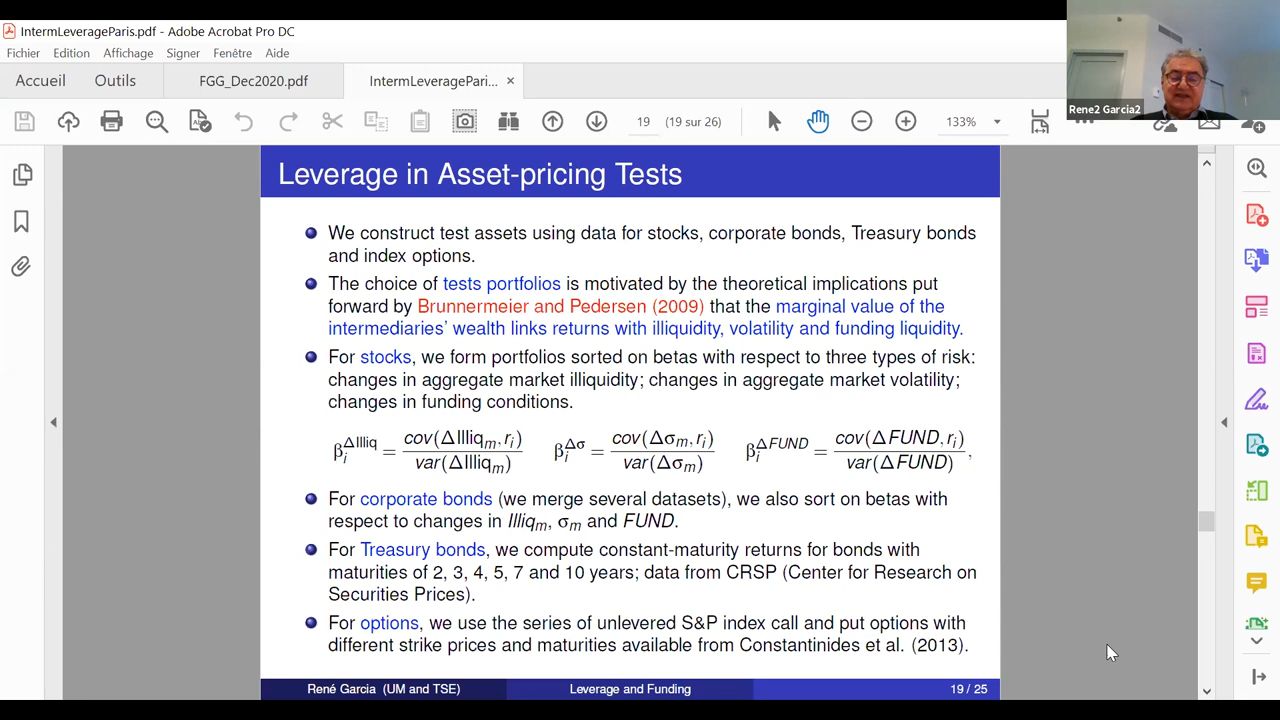 IntermLeverageParis.pdf - Adobe Acrobat Pro DC
Fichier Edition Affichage Signer Fenêtre Aide
Accueil Outils FGG_Dec2020.pdf IntermLeveragePari... ×
19 (19 sur 26) 133%
Rene2 Garcia2
Leverage in Asset-pricing Tests
We construct test assets using data for stocks, corporate bonds, Treasury bonds
and index options.
The choice of tests portfolios is motivated by the theoretical implications put
forward by Brunnermeier and Pedersen (2009) that the marginal value of the
intermediaries' wealth links returns with illiquidity, volatility and funding liquidity.
For stocks, we form portfolios sorted on betas with respect to three types of risk:
changes in aggregate market illiquidity; changes in aggregate market volatility;
changes in funding conditions.
β_i^{ΔIlliq} = cov(ΔIlliq_m, r_i) / var(ΔIlliq_m) β_i^{Δσ} = cov(Δσ_m, r_i) / var(Δσ_m) β_i^{ΔFUND} = cov(ΔFUND, r_i) / var(ΔFUND),
For corporate bonds (we merge several datasets), we also sort on betas with
respect to changes in Illiq_m, σ_m and FUND.
For Treasury bonds, we compute constant-maturity returns for bonds with
maturities of 2, 3, 4, 5, 7 and 10 years; data from CRSP (Center for Research on
Securities Prices).
For options, we use the series of unlevered S&P index call and put options with
different strike prices and maturities available from Constantinides et al. (2013).
René Garcia (UM and TSE) Leverage and Funding 19 / 25